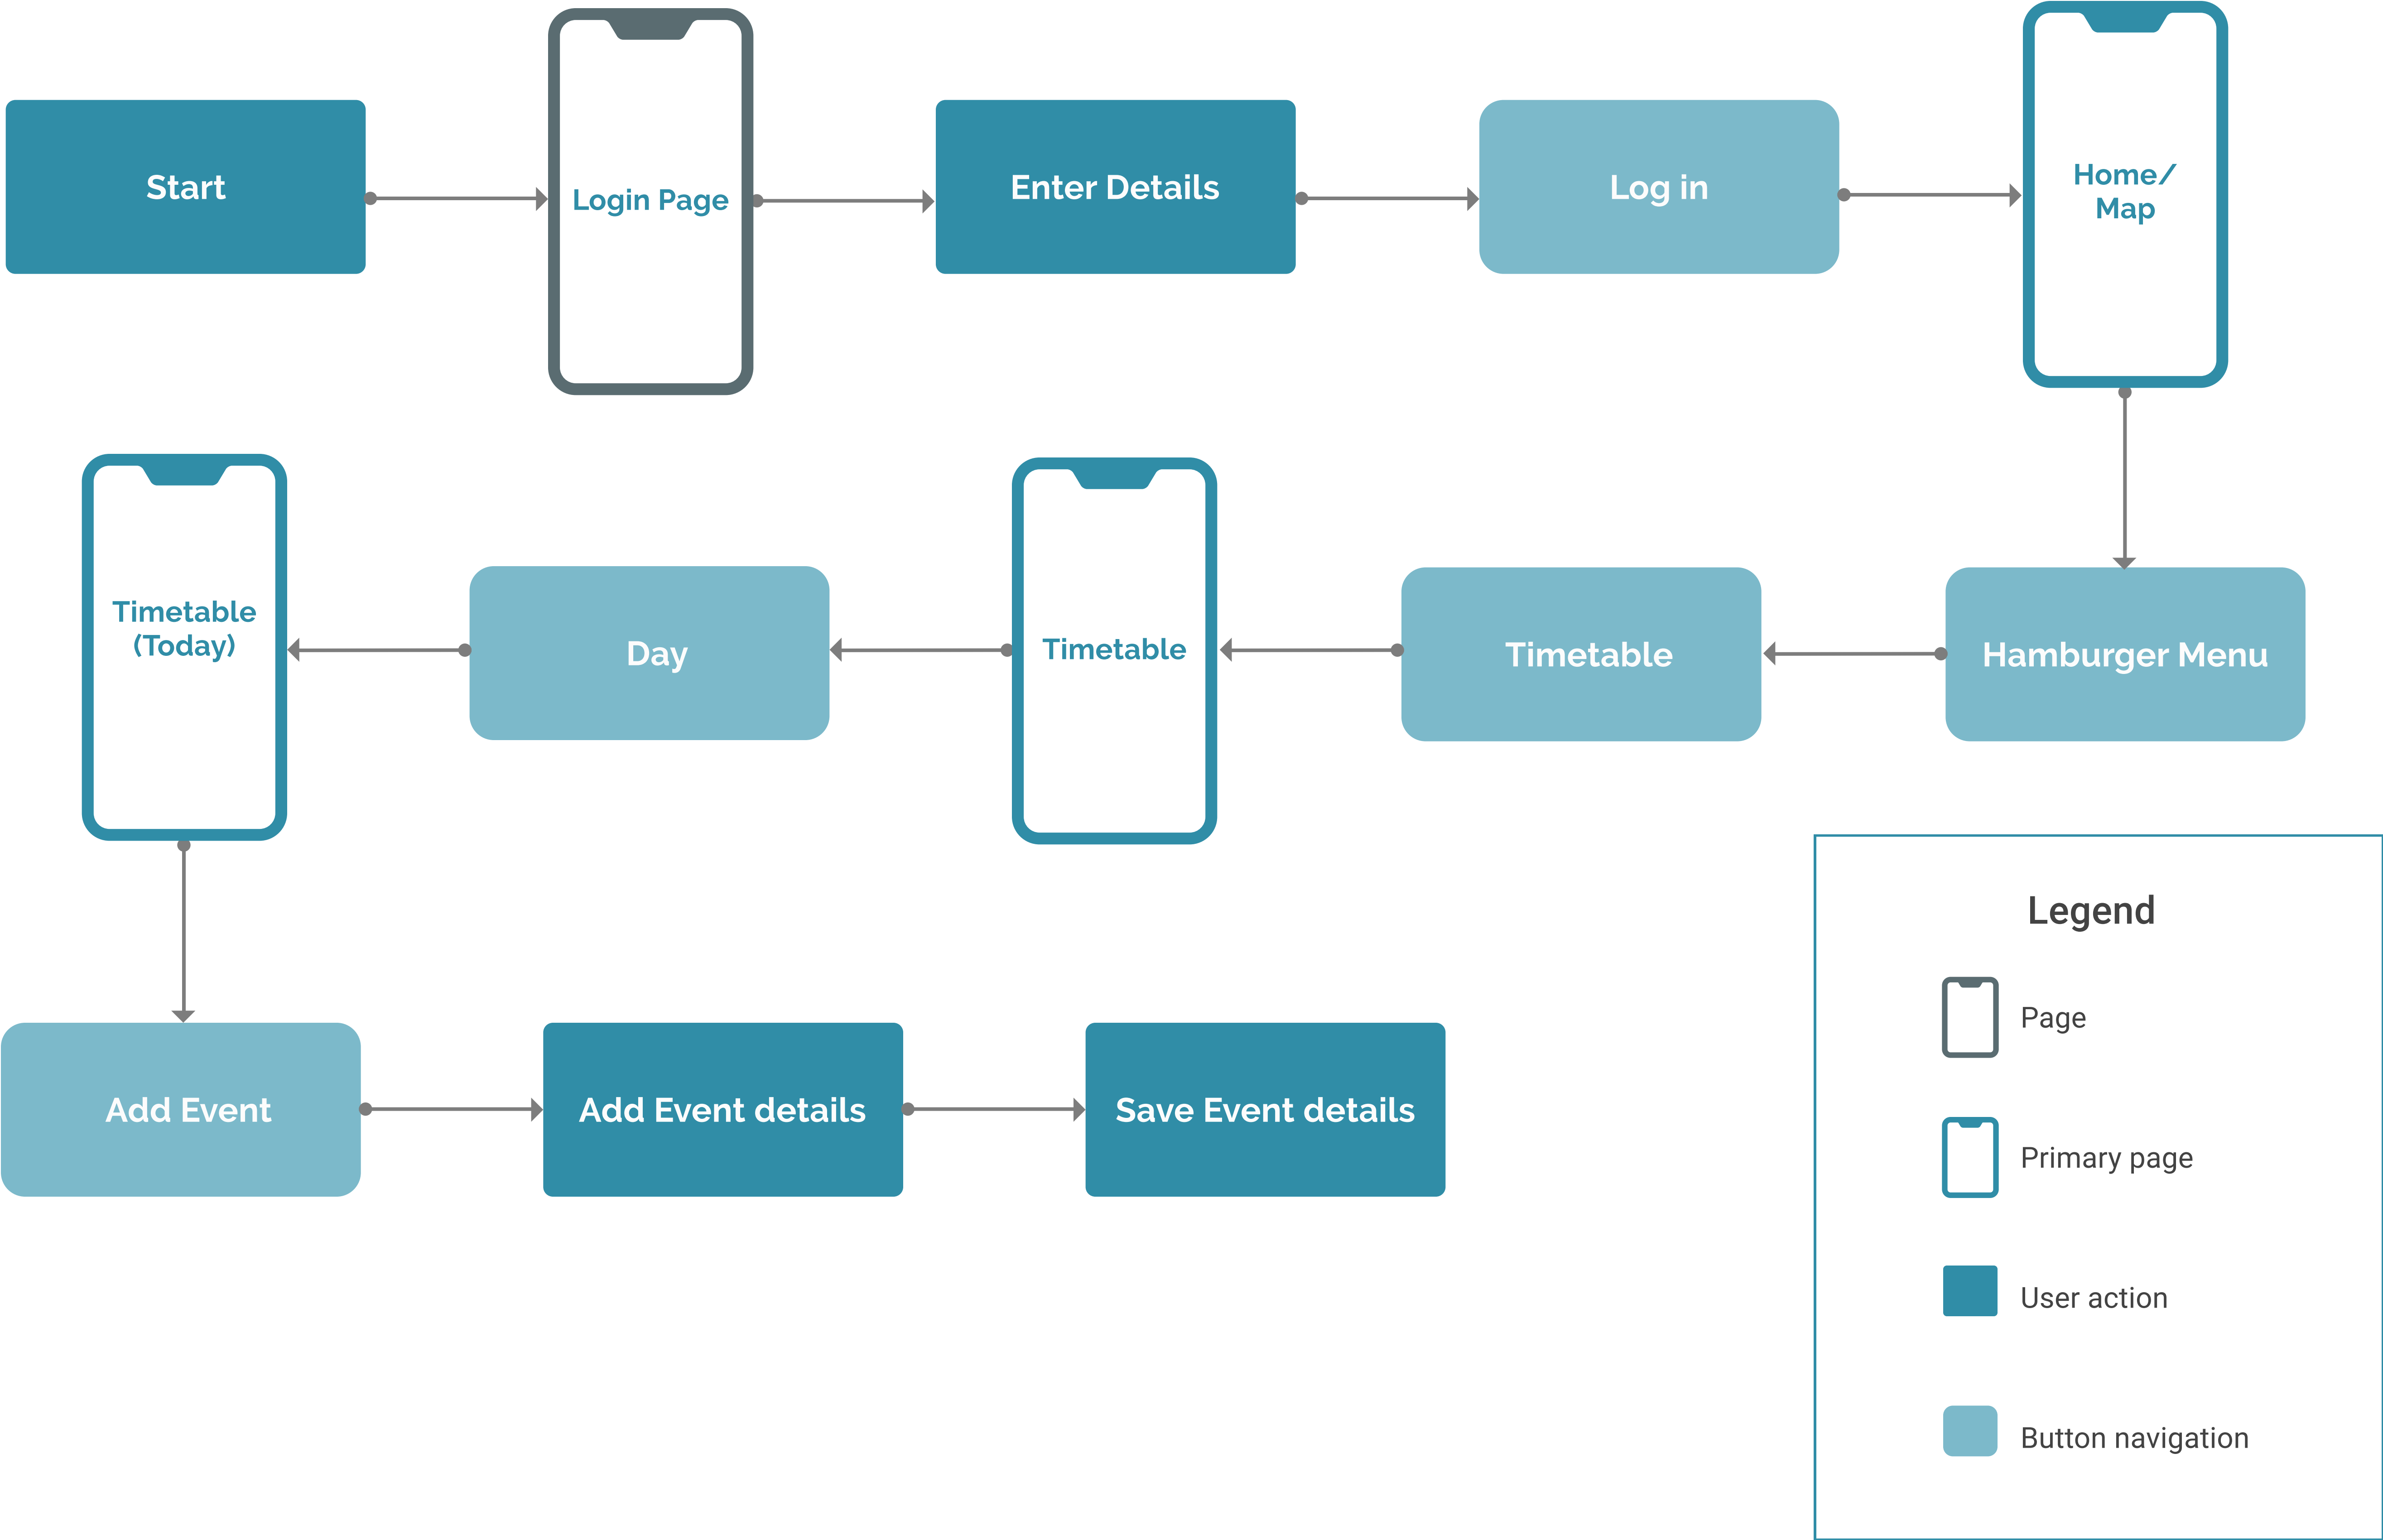 Start
Login Page
Enter Details
Log in
Home/
Map
Timetable
(Today)
Day
Timetable
Timetable
Hamburger Menu
Add Event
Add Event details
Save Event details
Legend
Page
Primary page
User action
Button navigation